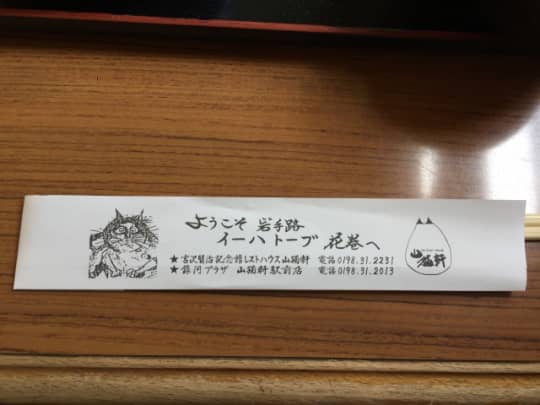 ようこそ 岩手路
イーハトーブ 花巻へ
★宮沢賢治記念館レストハウス山猫軒 電話0198.31.2231
★銀河プラザ 山猫軒駅前店 電話0198.31.2013
山猫軒